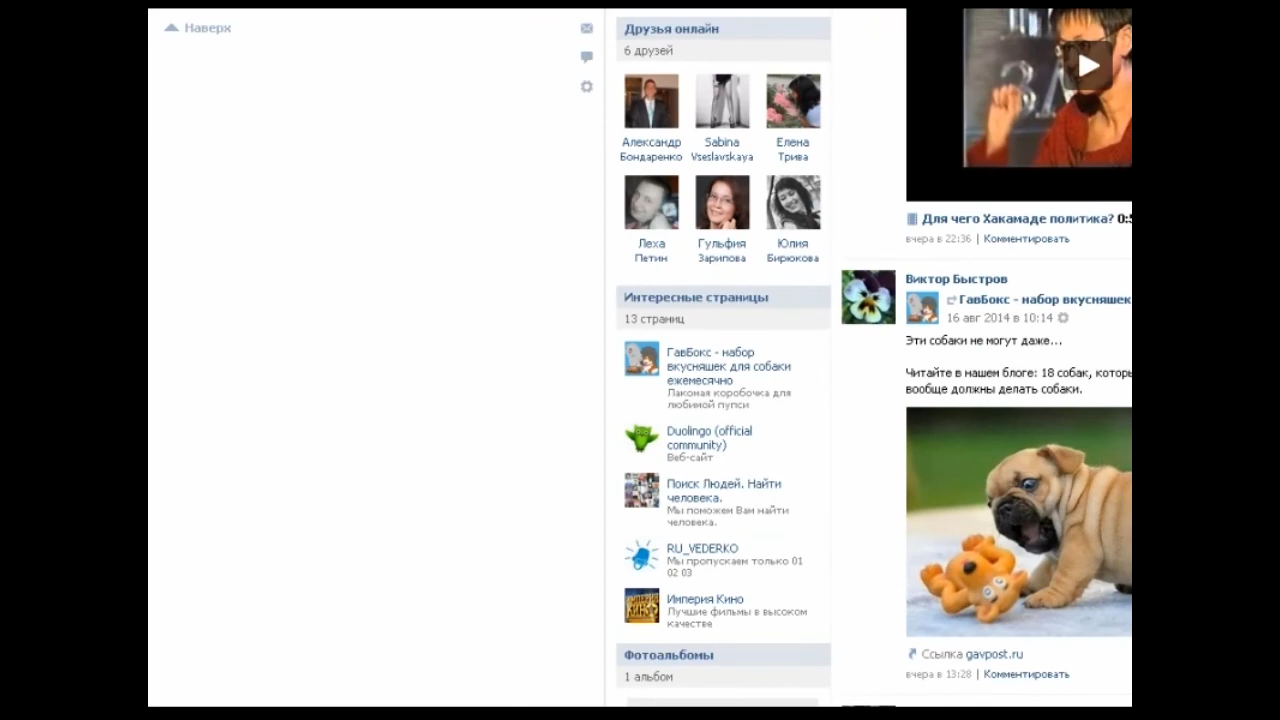 Наверх
Друзья онлайн
6 друзей
Александр
Бондаренко
Sabina
Vseslavskaya
Елена
Трива
Леха
Петин
Гульфия
Зарипова
Юлия
Бирюкова
Интересные страницы
13 страниц
ГавБокс - набор
вкусняшек для собаки
ежемесячно
Лаконая коробочка для
любиной пупси
Duolingo (official
community)
Веб-сайт
Поиск Людей. Найти
человека.
Мы поможем Вам найти
человека.
RU_VEDERKO
Мы пропускаем только 01
02 03
Империя Кино
Лучшие фильмы в высоком
качестве
Фотоальбомы
1 альбом
Для чего Хакамаде политика? 0:5
вчера в 22:36 | Комментировать
Виктор Быстров
ГавБокс - набор вкусняшек
16 авг 2014 в 10:14
Эти собаки не могут даже...
Читайте в нашем блоге: 18 собак, которы
вообще должны делать собаки.
Ссылка gavpost.ru
вчера в 13:28 | Комментировать